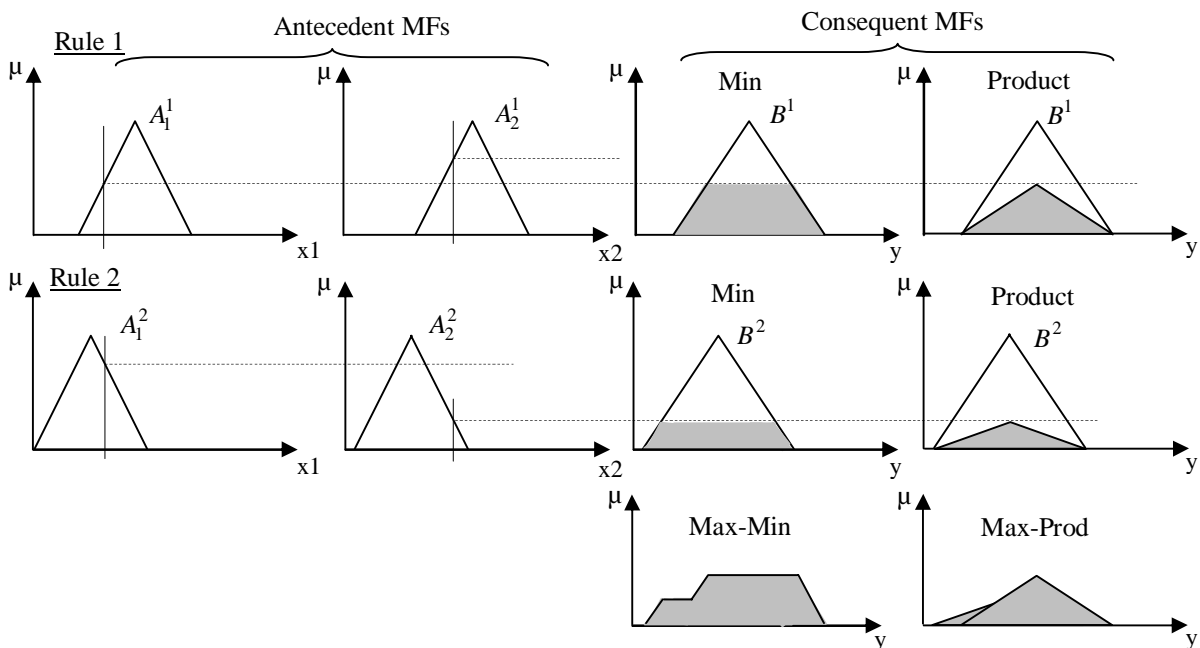 Antecedent MFs
Consequent MFs
Rule 1
μ
μ
μ
Min
μ
Product
A₁¹
A₂¹
B¹
B¹
x1
x2
y
y
μ
Rule 2
μ
μ
Min
μ
Product
A₁²
A₂²
B²
B²
x1
x2
y
y
μ
Max-Min
μ
Max-Prod
y
y